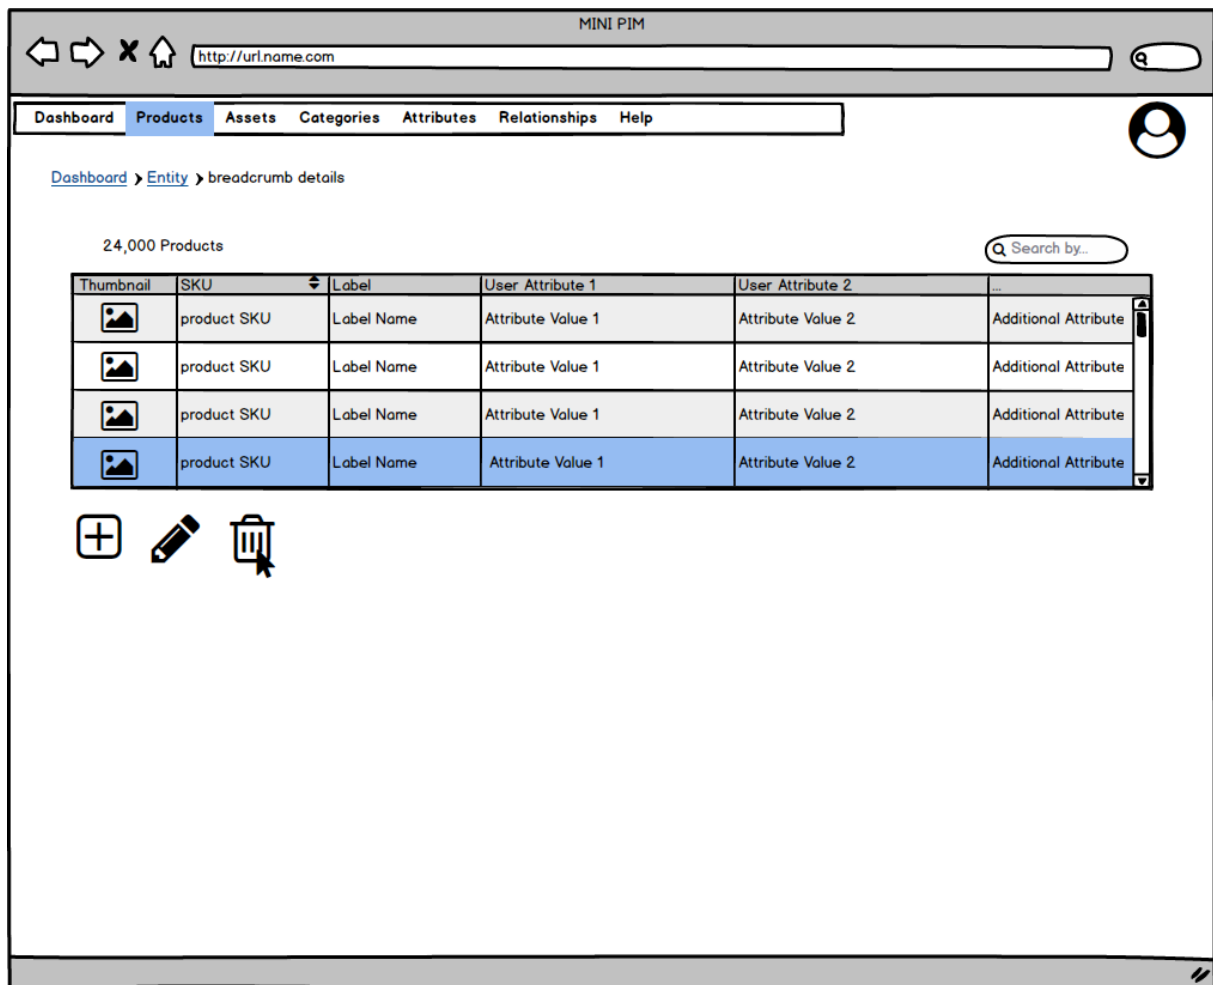 MINI PIM
http://url.name.com
Dashboard Products Assets Categories Attributes Relationships Help
Dashboard Entity breadcrumb details
24,000 Products
Search by...
Thumbnail SKU Label User Attribute 1 User Attribute 2 ...
product SKU Label Name Attribute Value 1 Attribute Value 2 Additional Attribute
product SKU Label Name Attribute Value 1 Attribute Value 2 Additional Attribute
product SKU Label Name Attribute Value 1 Attribute Value 2 Additional Attribute
product SKU Label Name Attribute Value 1 Attribute Value 2 Additional Attribute